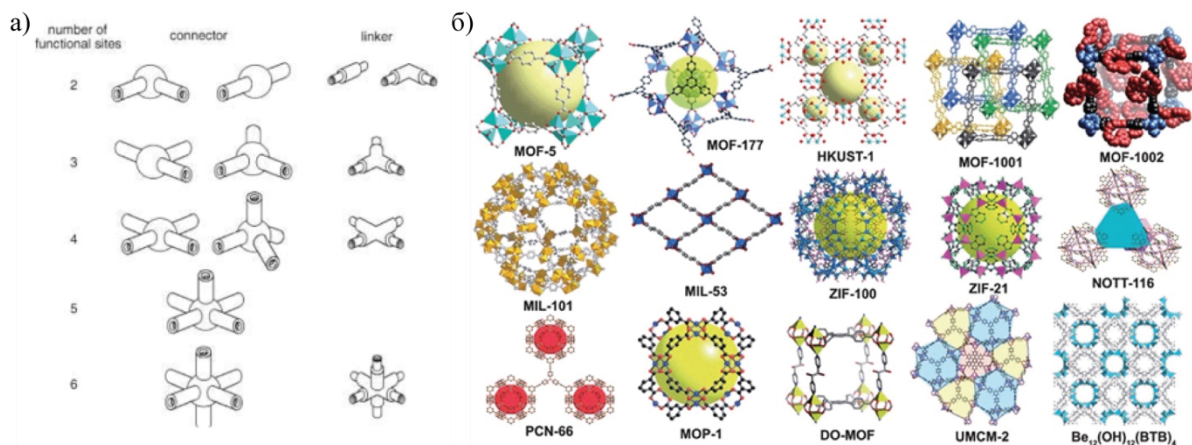 а)
number of
functional sites
connector
linker
2
3
4
5
6
б)
MOF-5
MOF-177
HKUST-1
MOF-1001
MOF-1002
MIL-101
MIL-53
ZIF-100
ZIF-21
NOTT-116
PCN-66
MOP-1
DO-MOF
UMCM-2
Be12(OH)12(BTB)4